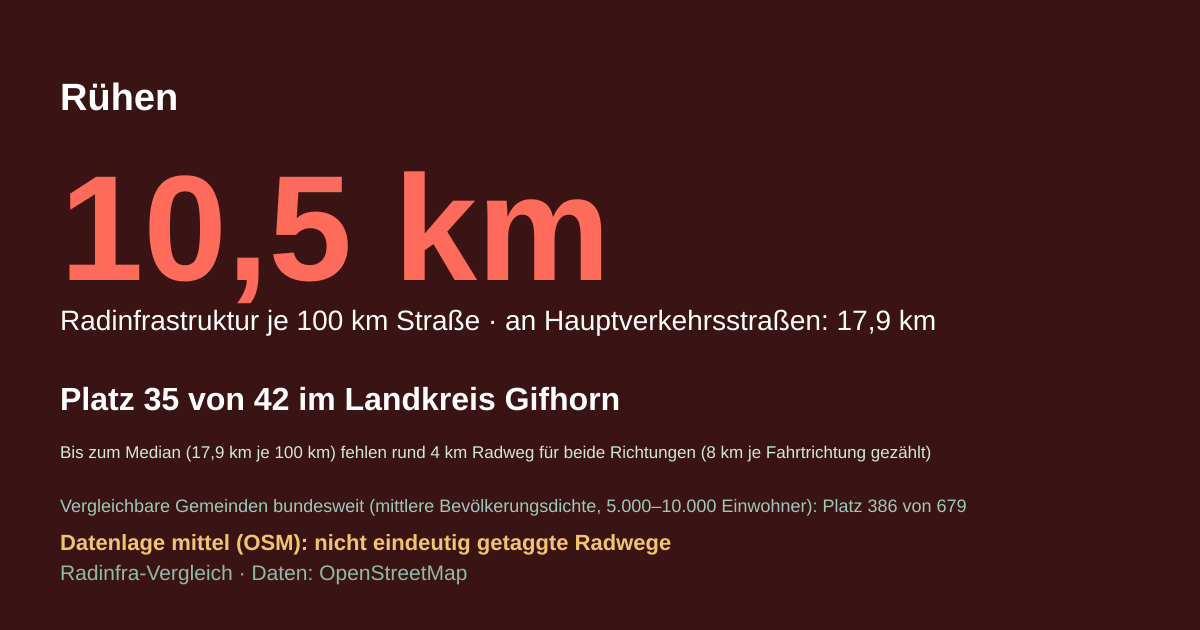 Rühen
10,5 km
Radinfrastruktur je 100 km Straße · an Hauptverkehrsstraßen: 17,9 km
Platz 35 von 42 im Landkreis Gifhorn
Bis zum Median (17,9 km je 100 km) fehlen rund 4 km Radweg für beide Richtungen (8 km je Fahrtrichtung gezählt)
Vergleichbare Gemeinden bundesweit (mittlere Bevölkerungsdichte, 5.000–10.000 Einwohner): Platz 386 von 679
Datenlage mittel (OSM): nicht eindeutig getaggte Radwege
Radinfra-Vergleich · Daten: OpenStreetMap